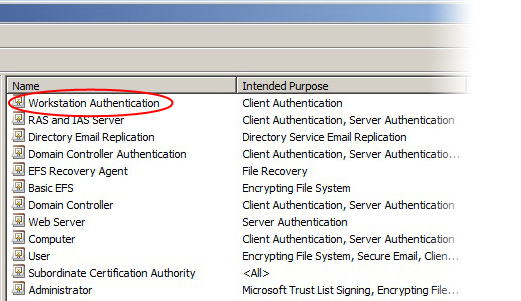 Name Intended Purpose
Workstation Authentication Client Authentication
RAS and IAS Server Client Authentication, Server Authentication
Directory Email Replication Directory Service Email Replication
Domain Controller Authentication Client Authentication, Server Authenticatio...
EFS Recovery Agent File Recovery
Basic EFS Encrypting File System
Domain Controller Client Authentication, Server Authentication
Web Server Server Authentication
Computer Client Authentication, Server Authentication
User Encrypting File System, Secure Email, Clien...
Subordinate Certification Authority <All>
Administrator Microsoft Trust List Signing, Encrypting File...